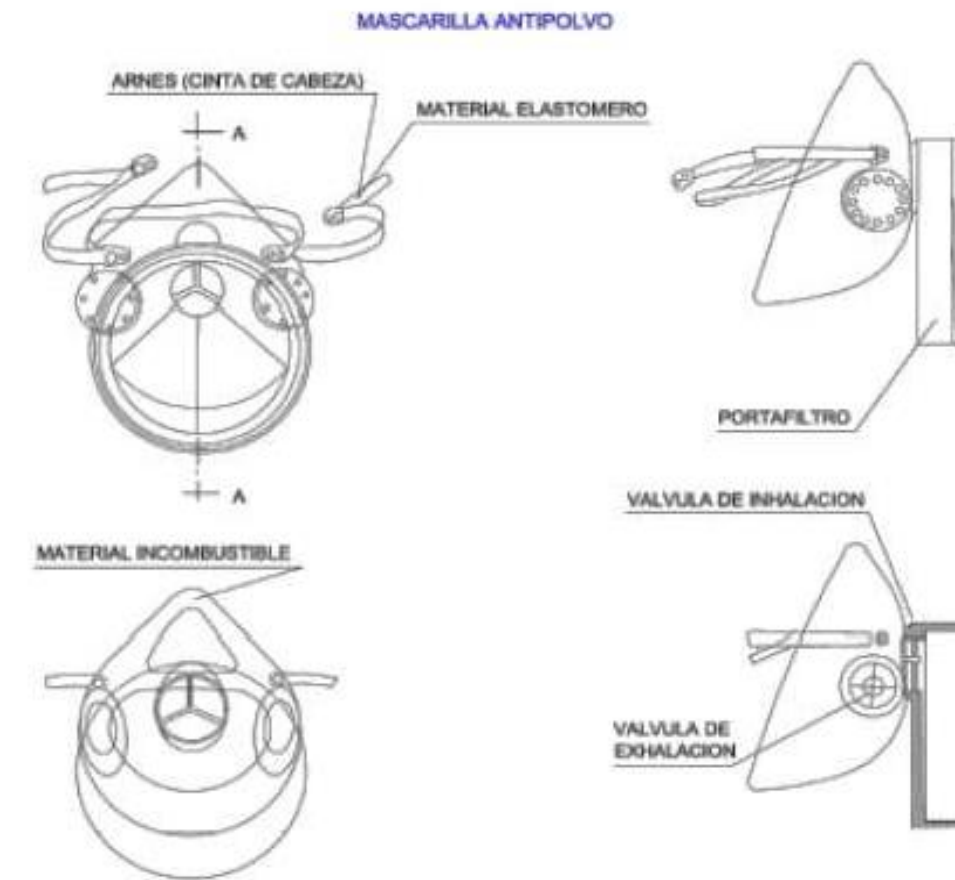 MASCARILLA ANTIPOLVO
ARNES (CINTA DE CABEZA)
MATERIAL ELASTOMERO
A
A
PORTAFILTRO
VALVULA DE INHALACION
MATERIAL INCOMBUSTIBLE
VALVULA DE
EXHALACION